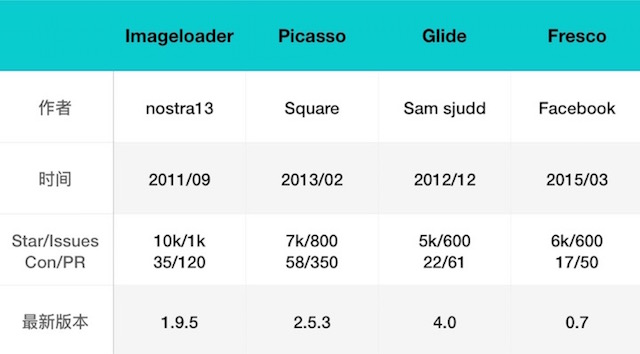 Imageloader Picasso Glide Fresco
作者 nostra13 Square Sam sjudd Facebook
时间 2011/09 2013/02 2012/12 2015/03
Star/Issues 10k/1k 7k/800 5k/600 6k/600
Con/PR 35/120 58/350 22/61 17/50
最新版本 1.9.5 2.5.3 4.0 0.7